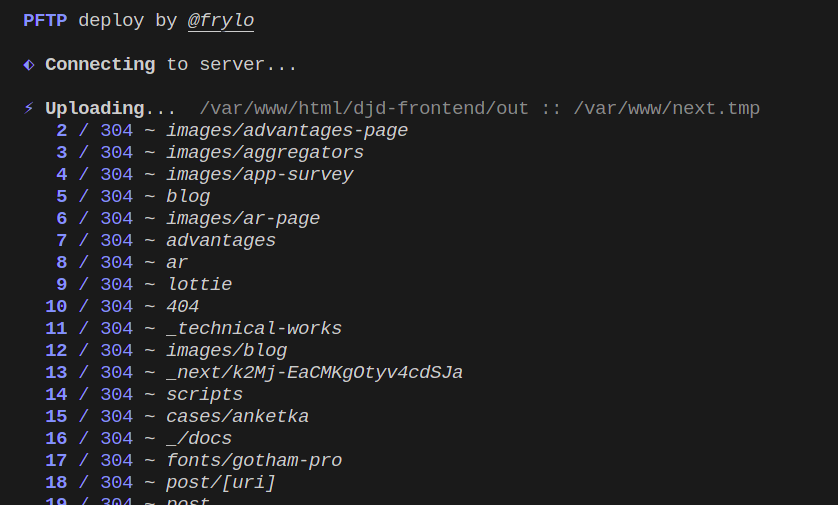 PFTP deploy by @frylo
Connecting to server...
⚡ Uploading... /var/www/html/djd-frontend/out :: /var/www/next.tmp
2 / 304 ~ images/advantages-page
3 / 304 ~ images/aggregators
4 / 304 ~ images/app-survey
5 / 304 ~ blog
6 / 304 ~ images/ar-page
7 / 304 ~ advantages
8 / 304 ~ ar
9 / 304 ~ lottie
10 / 304 ~ 404
11 / 304 ~ _technical-works
12 / 304 ~ images/blog
13 / 304 ~ _next/k2Mj-EaCMKgOtyv4cdSJa
14 / 304 ~ scripts
15 / 304 ~ cases/anketka
16 / 304 ~ _/docs
17 / 304 ~ fonts/gotham-pro
18 / 304 ~ post/[uri]
19 / 304 ~ post